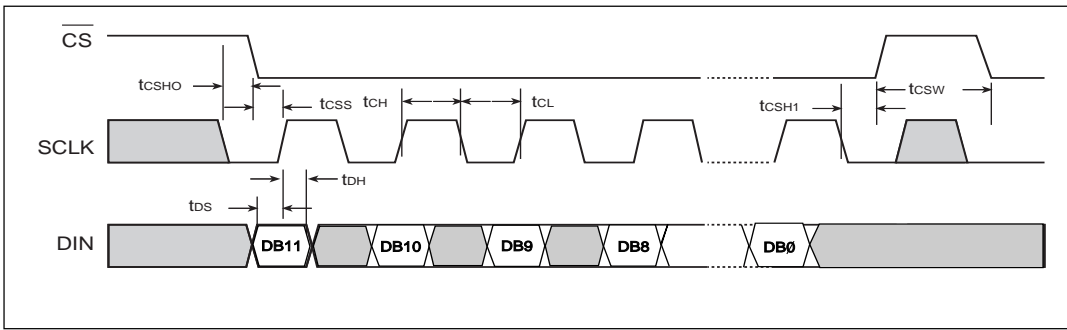 CS
tCSHO
tCSS
tCH
tCL
tCSH1
tCSW
SCLK
tDH
tDS
DIN
DB11
DB10
DB9
DB8
DBØ